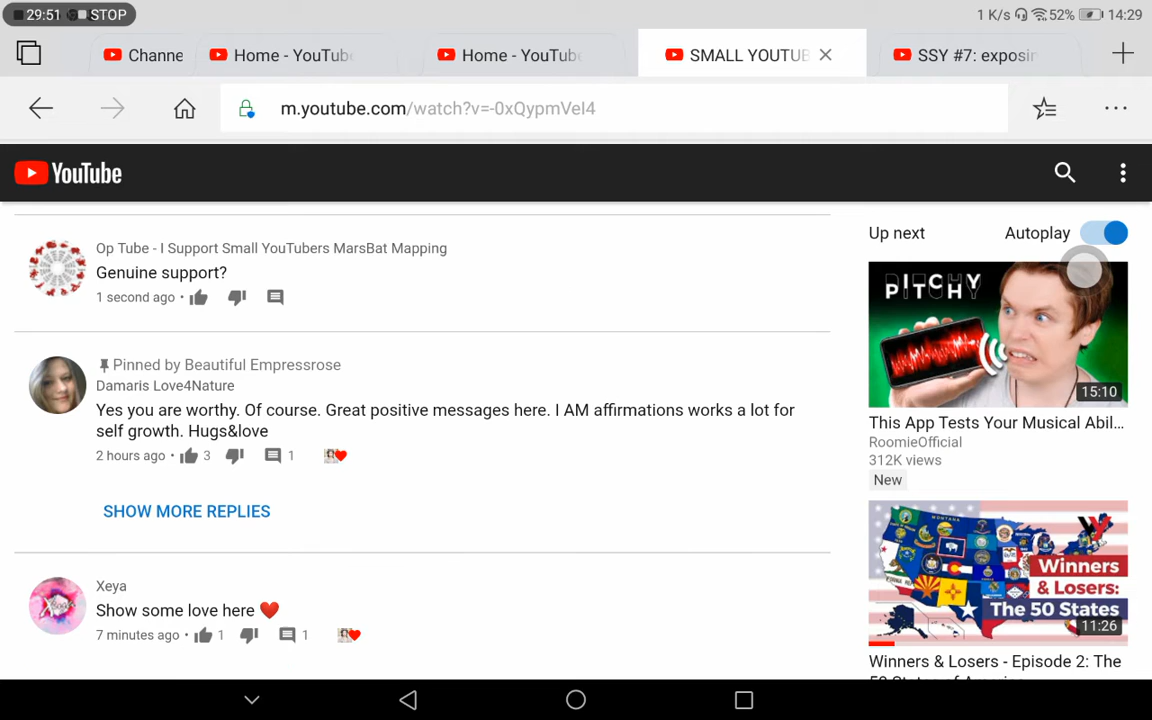 29:51 STOP
1 K/s 52% 14:29
Channe
Home - YouTube
Home - YouTube
SMALL YOUTUB
SSY #7: exposin
m.youtube.com/watch?v=-0xQypmVeI4
YouTube
Op Tube - I Support Small YouTubers MarsBat Mapping
Genuine support?
1 second ago •
Pinned by Beautiful Empressrose
Damaris Love4Nature
Yes you are worthy. Of course. Great positive messages here. I AM affirmations works a lot for
self growth. Hugs&love
2 hours ago • 3 1
SHOW MORE REPLIES
Xeya
Show some love here ❤️
7 minutes ago • 1 1
Up next Autoplay
PITCHY
15:10
This App Tests Your Musical Abil...
RoomieOfficial
312K views
New
Winners
& Losers:
The 50 States
11:26
Winners & Losers - Episode 2: The